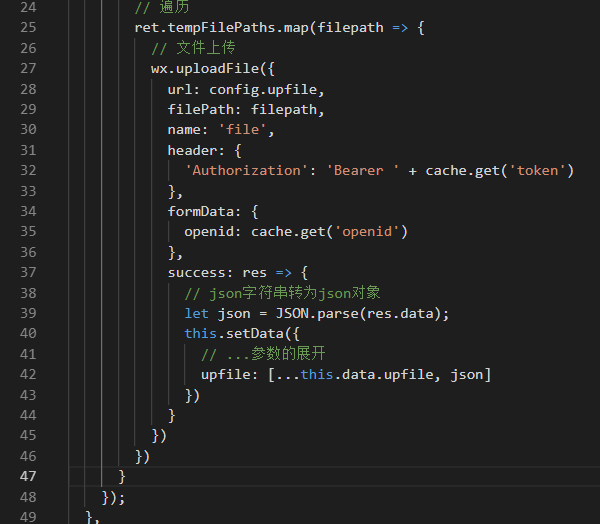 24 // 遍历
25 ret.tempFilePaths.map(filepath => {
26 // 文件上传
27 wx.uploadFile({
28 url: config.upfile,
29 filePath: filepath,
30 name: 'file',
31 header: {
32 'Authorization': 'Bearer ' + cache.get('token')
33 },
34 formData: {
35 openid: cache.get('openid')
36 },
37 success: res => {
38 // json字符串转为json对象
39 let json = JSON.parse(res.data);
40 this.setData({
41 // ...参数的展开
42 upfile: [...this.data.upfile, json]
43 })
44 }
45 })
46 })
47 }
48 });
49 },